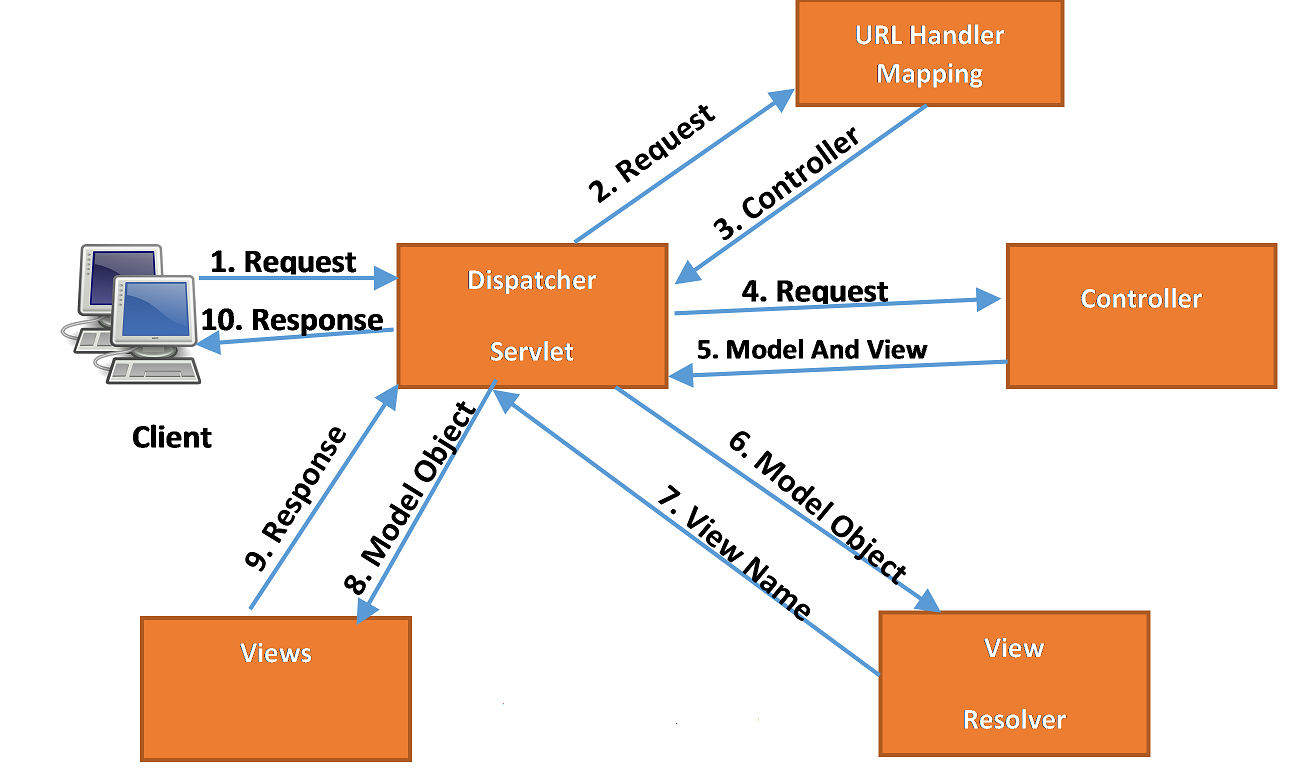 URL Handler
Mapping
2. Request
3. Controller
1. Request
10. Response
Client
Dispatcher
Servlet
4. Request
5. Model And View
Controller
9. Response
8. Model Object
7. View Name
6. Model Object
Views
View
Resolver